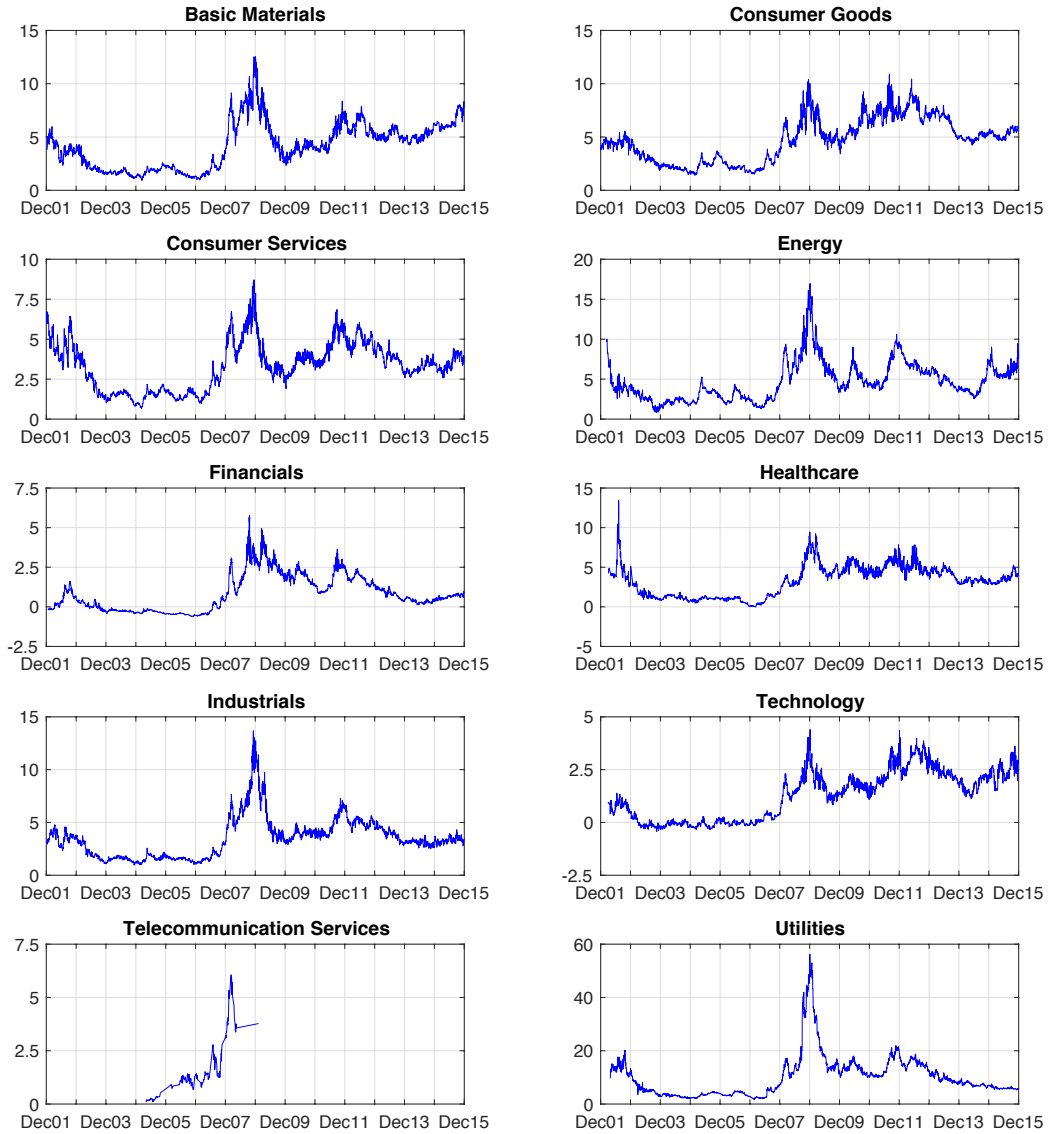 Basic Materials
15
10
5
0
Dec01 Dec03 Dec05 Dec07 Dec09 Dec11 Dec13 Dec15
Consumer Goods
15
10
5
0
Dec01 Dec03 Dec05 Dec07 Dec09 Dec11 Dec13 Dec15
Consumer Services
10
7.5
5
2.5
0
Dec01 Dec03 Dec05 Dec07 Dec09 Dec11 Dec13 Dec15
Energy
20
15
10
5
0
Dec01 Dec03 Dec05 Dec07 Dec09 Dec11 Dec13 Dec15
Financials
7.5
5
2.5
0
-2.5
Dec01 Dec03 Dec05 Dec07 Dec09 Dec11 Dec13 Dec15
Healthcare
15
10
5
0
-5
Dec01 Dec03 Dec05 Dec07 Dec09 Dec11 Dec13 Dec15
Industrials
15
10
5
0
Dec01 Dec03 Dec05 Dec07 Dec09 Dec11 Dec13 Dec15
Technology
5
2.5
0
-2.5
Dec01 Dec03 Dec05 Dec07 Dec09 Dec11 Dec13 Dec15
Telecommunication Services
7.5
5
2.5
0
Dec01 Dec03 Dec05 Dec07 Dec09 Dec11 Dec13 Dec15
Utilities
60
40
20
0
Dec01 Dec03 Dec05 Dec07 Dec09 Dec11 Dec13 Dec15